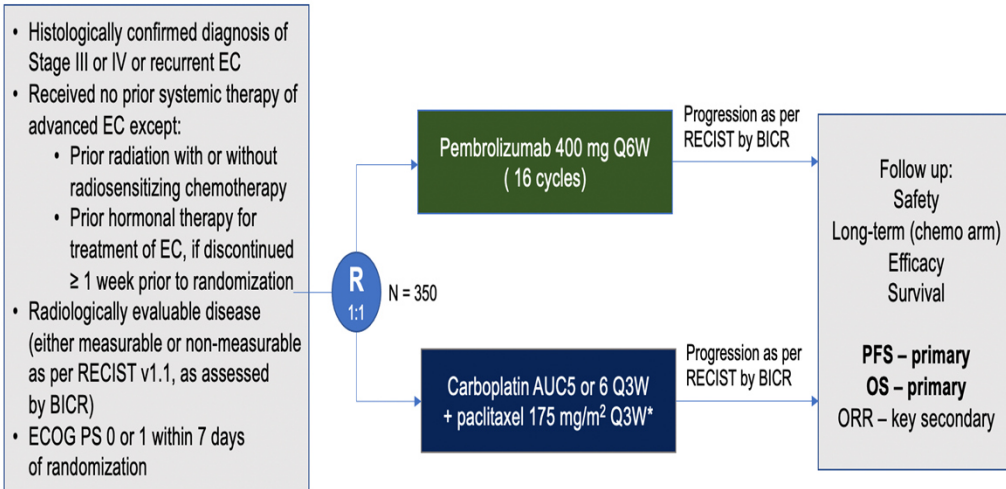 • Histologically confirmed diagnosis of
Stage III or IV or recurrent EC
• Received no prior systemic therapy of
advanced EC except:
• Prior radiation with or without
radiosensitizing chemotherapy
• Prior hormonal therapy for
treatment of EC, if discontinued
≥ 1 week prior to randomization
• Radiologically evaluable disease
(either measurable or non-measurable
as per RECIST v1.1, as assessed
by BICR)
• ECOG PS 0 or 1 within 7 days
of randomization
R
1:1
N = 350
Pembrolizumab 400 mg Q6W
( 16 cycles)
Progression as per
RECIST by BICR
Carboplatin AUC5 or 6 Q3W
+ paclitaxel 175 mg/m² Q3W*
Progression as per
RECIST by BICR
Follow up:
Safety
Long-term (chemo arm)
Efficacy
Survival
PFS – primary
OS – primary
ORR – key secondary